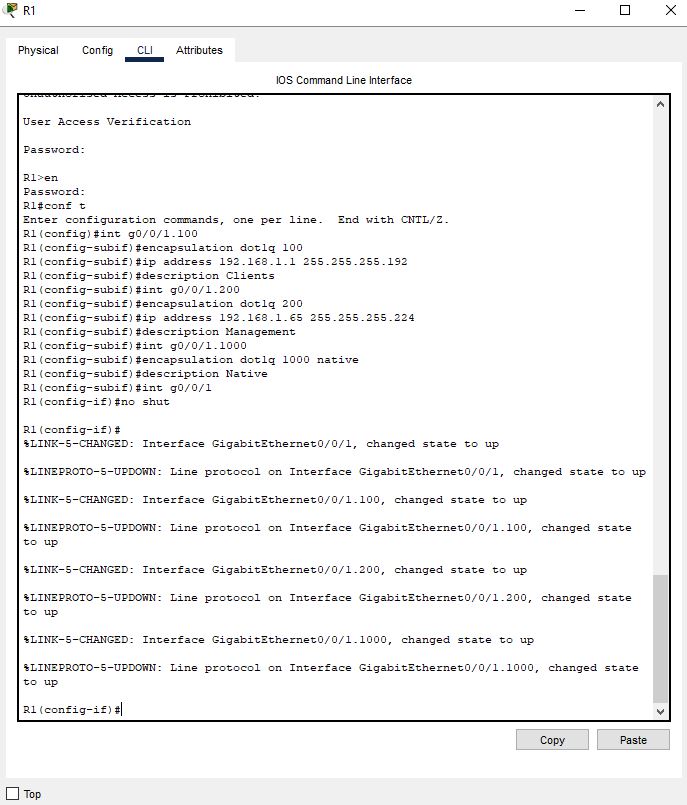 R1
Physical Config CLI Attributes
IOS Command Line Interface
User Access Verification
Password:
R1>en
Password:
R1#conf t
Enter configuration commands, one per line.  End with CNTL/Z.
R1(config)#int g0/0/1.100
R1(config-subif)#encapsulation dot1q 100
R1(config-subif)#ip address 192.168.1.1 255.255.255.192
R1(config-subif)#description Clients
R1(config-subif)#int g0/0/1.200
R1(config-subif)#encapsulation dot1q 200
R1(config-subif)#ip address 192.168.1.65 255.255.255.224
R1(config-subif)#description Management
R1(config-subif)#int g0/0/1.1000
R1(config-subif)#encapsulation dot1q 1000 native
R1(config-subif)#description Native
R1(config-subif)#int g0/0/1
R1(config-if)#no shut
R1(config-if)#
%LINK-5-CHANGED: Interface GigabitEthernet0/0/1, changed state to up
%LINEPROTO-5-UPDOWN: Line protocol on Interface GigabitEthernet0/0/1, changed state to up
%LINK-5-CHANGED: Interface GigabitEthernet0/0/1.100, changed state to up
%LINEPROTO-5-UPDOWN: Line protocol on Interface GigabitEthernet0/0/1.100, changed state
to up
%LINK-5-CHANGED: Interface GigabitEthernet0/0/1.200, changed state to up
%LINEPROTO-5-UPDOWN: Line protocol on Interface GigabitEthernet0/0/1.200, changed state
to up
%LINK-5-CHANGED: Interface GigabitEthernet0/0/1.1000, changed state to up
%LINEPROTO-5-UPDOWN: Line protocol on Interface GigabitEthernet0/0/1.1000, changed state
to up
R1(config-if)#
Copy Paste
Top